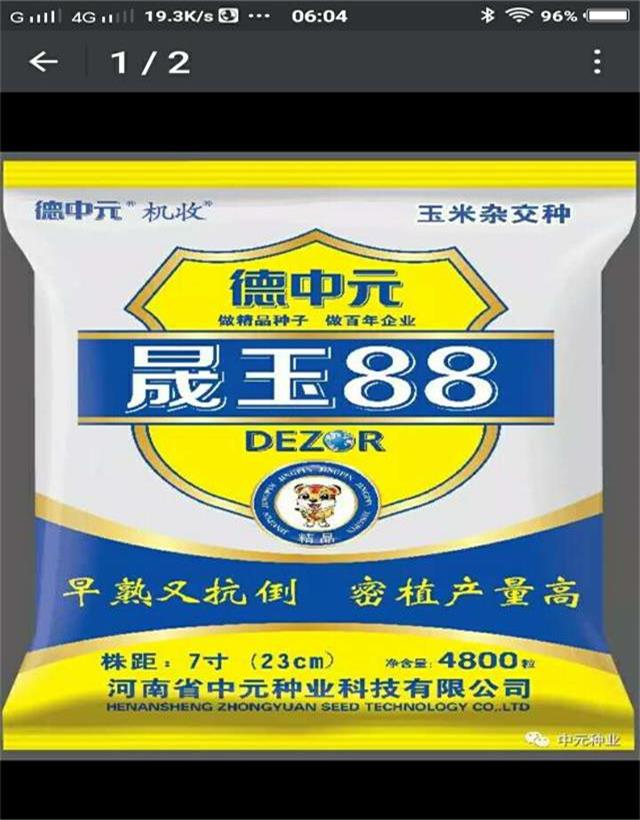 G 4G 19.3K/s 06:04 96%
1 / 2
德中元® 机收®
玉米杂交种
德中元
做精品种子 做百年企业
晟玉88
DEZOR
JINGPIN JINGPIN JINGPIN
精品
早熟又抗倒 密植产量高
株距：7寸（23cm） 净含量：4800粒
河南省中元种业科技有限公司
HENANSHENG ZHONGYUAN SEED TECHNOLOGY CO.,LTD
中元种业